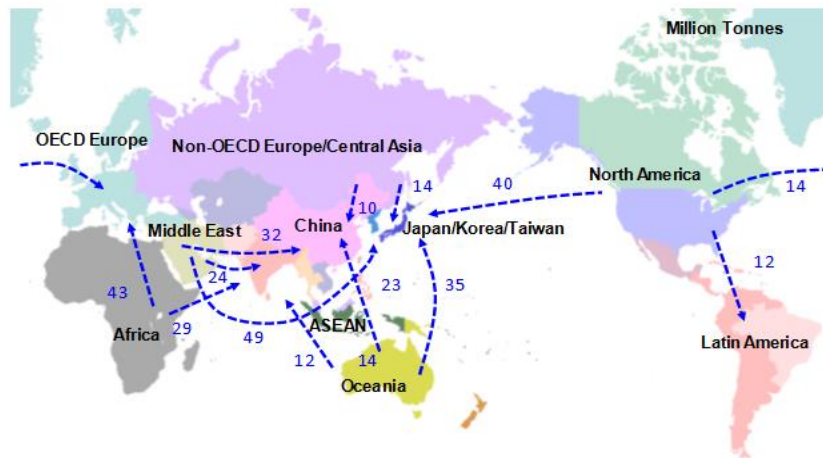 Million Tonnes
OECD Europe
Non-OECD Europe/Central Asia
North America
14
40
14
10
Middle East
32
China
Japan/Korea/Taiwan
24
12
43
23
35
Africa
29
49
ASEAN
12
14
Latin America
Oceania